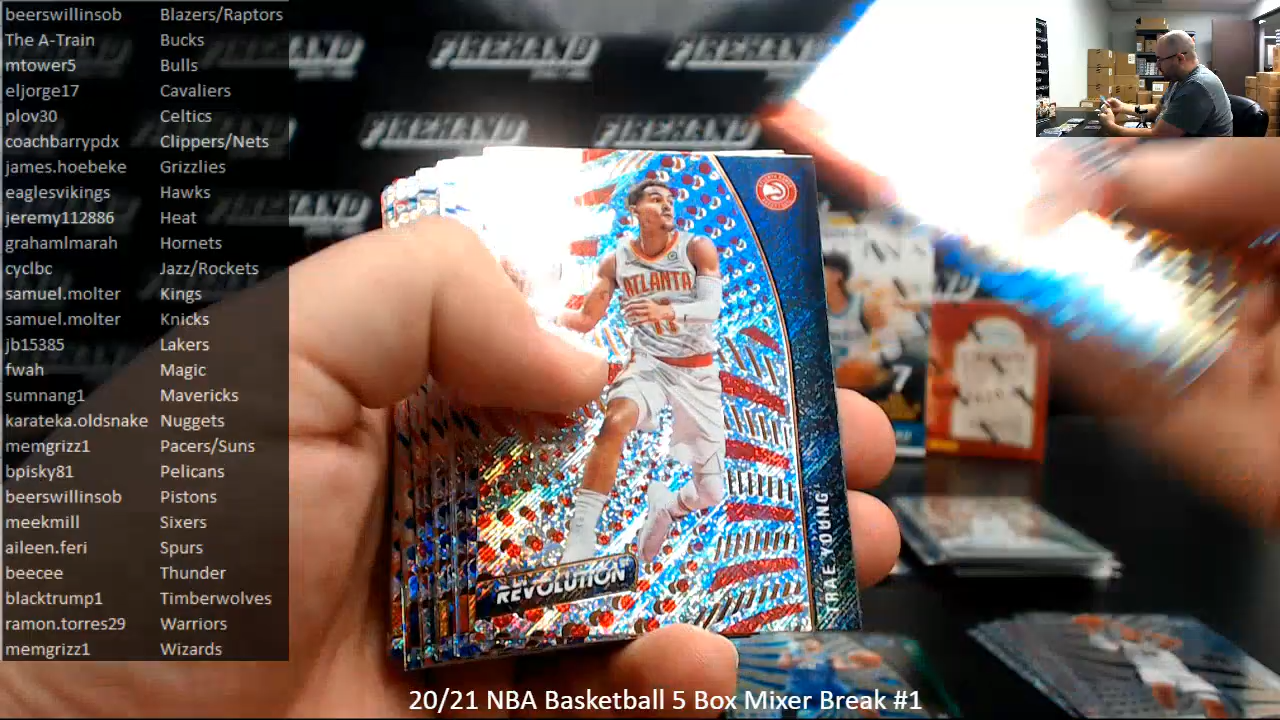 beerswillinsob Blazers/Raptors
The A-Train Bucks
mtower5 Bulls
eljorge17 Cavaliers
plov30 Celtics
coachbarrypdx Clippers/Nets
james.hoebeke Grizzlies
eaglesvikings Hawks
jeremy112886 Heat
grahamlmarah Hornets
cyclbc Jazz/Rockets
samuel.molter Kings
samuel.molter Knicks
jb15385 Lakers
fwah Magic
sumnang1 Mavericks
karateka.oldsnake Nuggets
memgrizz1 Pacers/Suns
bpisky81 Pelicans
beerswillinsob Pistons
meekmill Sixers
aileen.feri Spurs
beecee Thunder
blacktrump1 Timberwolves
ramon.torres29 Warriors
memgrizz1 Wizards
FIREHAND
FIREHAND
FIREHAND
FIREHAND
FIREHAND
ATLANTA
11
REVOLUTION
TRAE YOUNG
7
20/21 NBA Basketball 5 Box Mixer Break #1